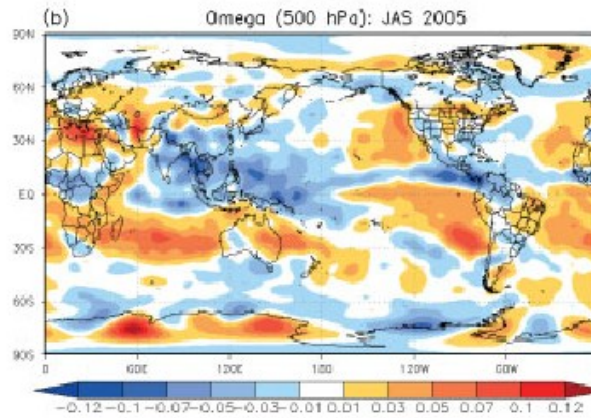 (b) Omega (500 hPa): JAS 2005
90N
60N
30N
EQ
30S
60S
90S
0 60E 120E 180 120W 60W
-0.12 -0.1 -0.07 -0.05 -0.03 -0.01 0.01 0.03 0.05 0.07 0.1 0.12